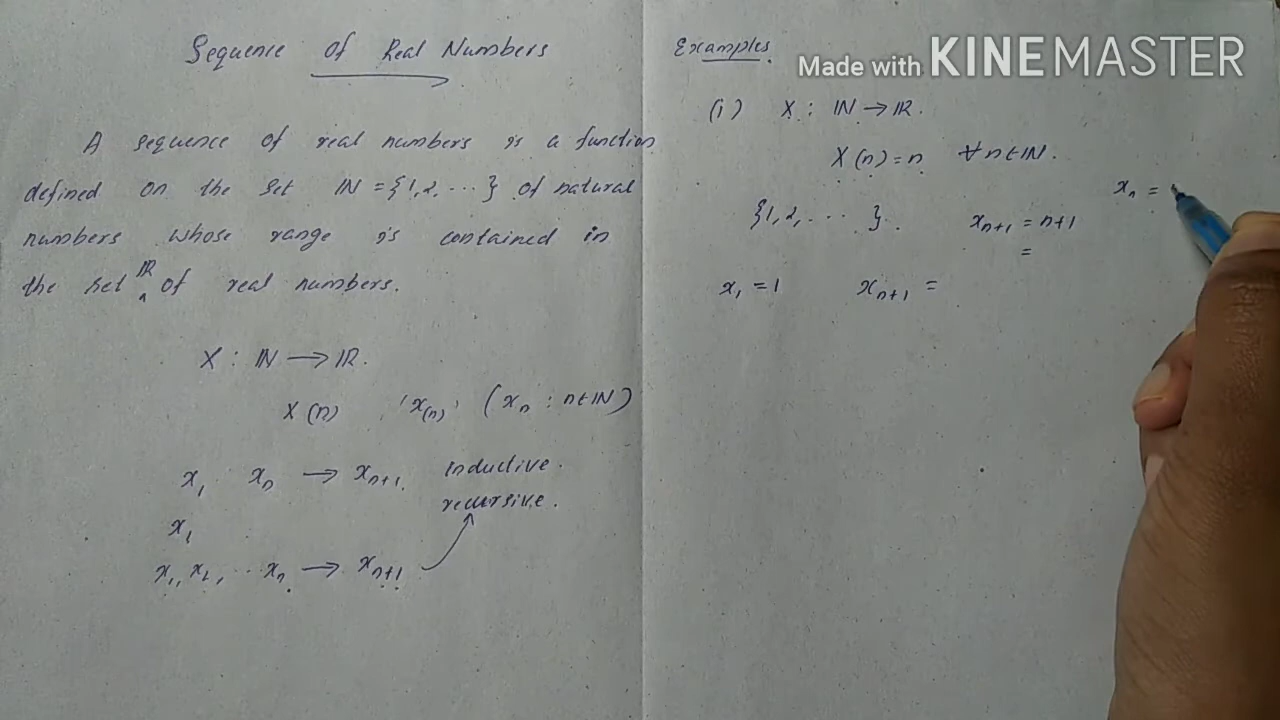 Sequence of Real Numbers
A sequence of real numbers is a function
defined on the set ℕ = {1,2, ...} of natural
numbers whose range is contained in
the set ℝ of real numbers.
X : ℕ → ℝ.
X(n) 'x(n)' (xₙ : n∈ℕ)
x₁ xₙ → xₙ₊₁ inductive.
recursive.
x₁
x₁, x₂, ... xₙ → xₙ₊₁
Examples.
Made with KINEMASTER
(i) X : ℕ → ℝ.
X(n) = n ∀ n∈ℕ.
xₙ =
{1,2, ... }. xₙ₊₁ = n+1
=
x₁ = 1 xₙ₊₁ =